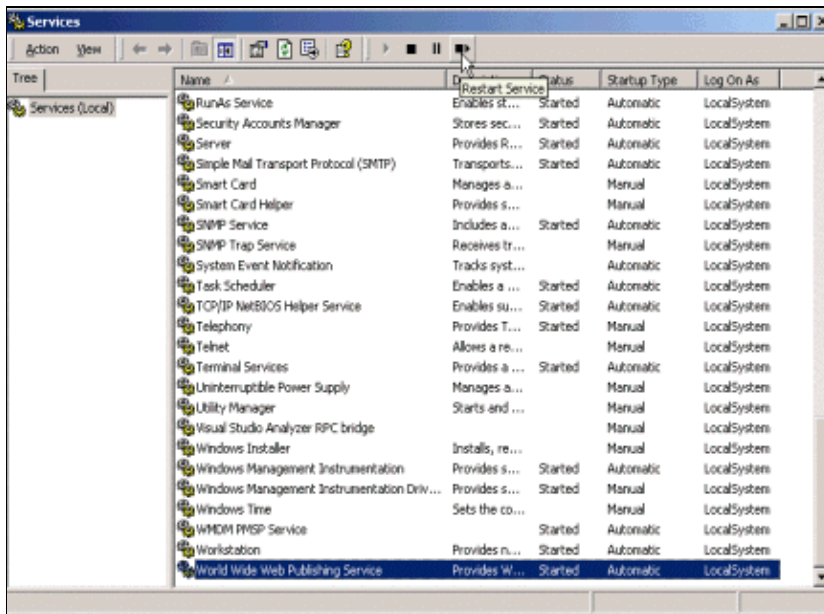 Services
Action View
Tree
Name Status Startup Type Log On As
Restart Service
Services (Local)
RunAs Service Enables st... Started Automatic LocalSystem
Security Accounts Manager Stores sec... Started Automatic LocalSystem
Server Provides R... Started Automatic LocalSystem
Simple Mail Transport Protocol (SMTP) Transports... Started Automatic LocalSystem
Smart Card Manages a... Manual LocalSystem
Smart Card Helper Provides s... Manual LocalSystem
SNMP Service Includes a... Started Automatic LocalSystem
SNMP Trap Service Receives tr... Manual LocalSystem
System Event Notification Tracks syst... Automatic LocalSystem
Task Scheduler Enables a ... Started Automatic LocalSystem
TCP/IP NetBIOS Helper Service Enables su... Started Automatic LocalSystem
Telephony Provides T... Started Manual LocalSystem
Telnet Allows a re... Manual LocalSystem
Terminal Services Provides a ... Started Automatic LocalSystem
Uninterruptible Power Supply Manages a... Manual LocalSystem
Utility Manager Starts and ... Manual LocalSystem
Visual Studio Analyzer RPC bridge Manual LocalSystem
Windows Installer Installs, re... Manual LocalSystem
Windows Management Instrumentation Provides s... Started Automatic LocalSystem
Windows Management Instrumentation Driv... Provides s... Started Manual LocalSystem
Windows Time Sets the co... Manual LocalSystem
WMDM PMSP Service Started Automatic LocalSystem
Workstation Provides n... Started Automatic LocalSystem
World Wide Web Publishing Service Provides W... Started Automatic LocalSystem